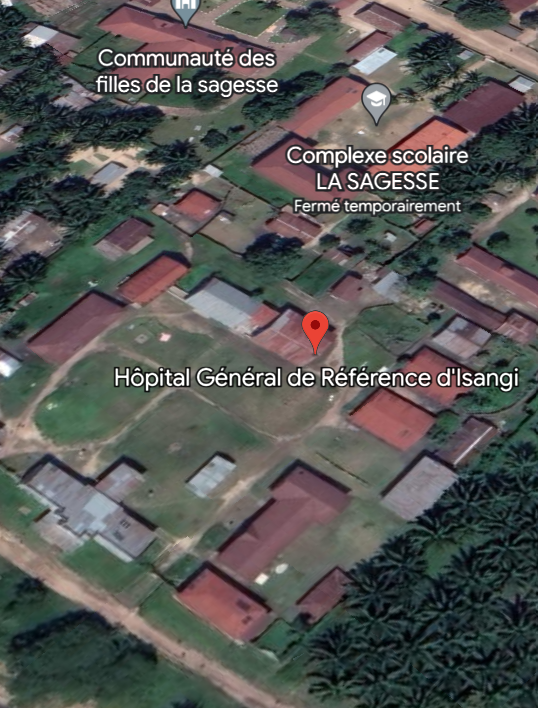 Communauté des
filles de la sagesse
Complexe scolaire
LA SAGESSE
Fermé temporairement
Hôpital Général de Référence d'Isangi